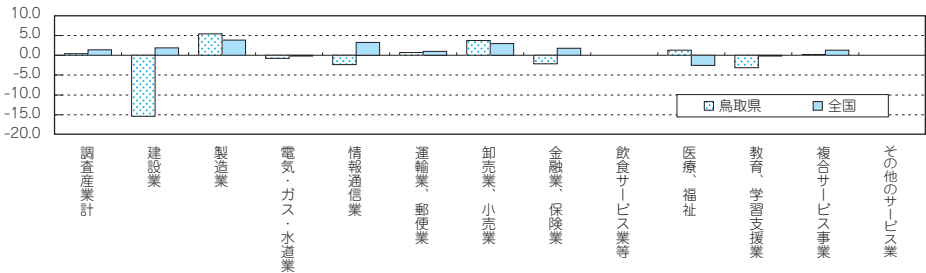 10.0
5.0
0.0
-5.0
-10.0
-15.0
-20.0
鳥取県
全国
調査産業計
建設業
製造業
電気・ガス・水道業
情報通信業
運輸業、郵便業
卸売業、小売業
金融業、保険業
飲食サービス業等
医療、福祉
教育、学習支援業
複合サービス事業
その他のサービス業